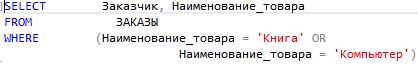 SELECT Заказчик, Наименование_товара
FROM ЗАКАЗЫ
WHERE (Наименование_товара = 'Книга' OR
Наименование_товара = 'Компьютер')